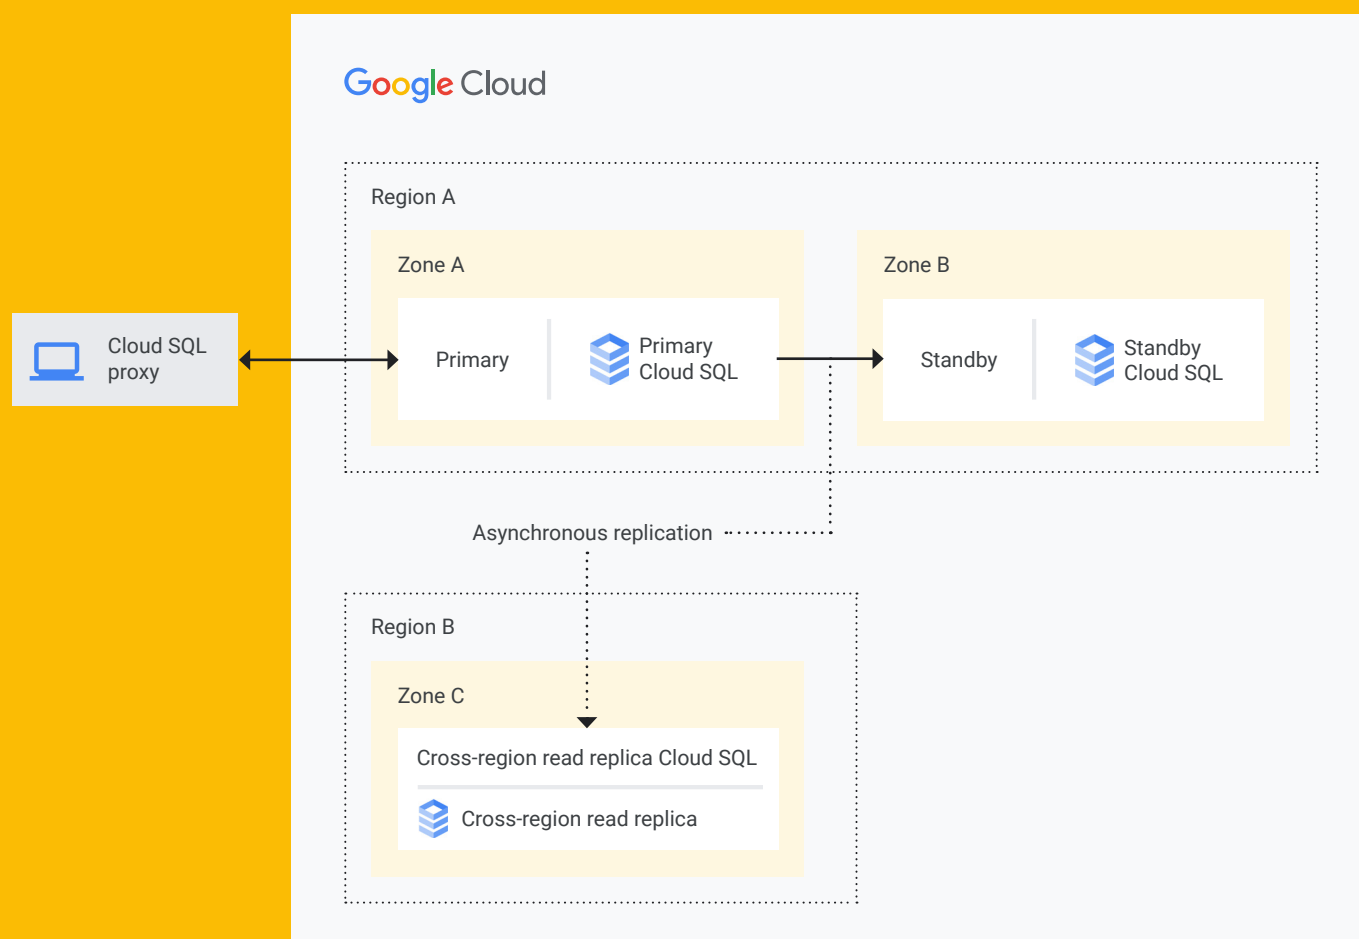 Google Cloud
Region A
Zone A
Primary
Primary
Cloud SQL
Zone B
Standby
Standby
Cloud SQL
Cloud SQL
proxy
Asynchronous replication
Region B
Zone C
Cross-region read replica Cloud SQL
Cross-region read replica